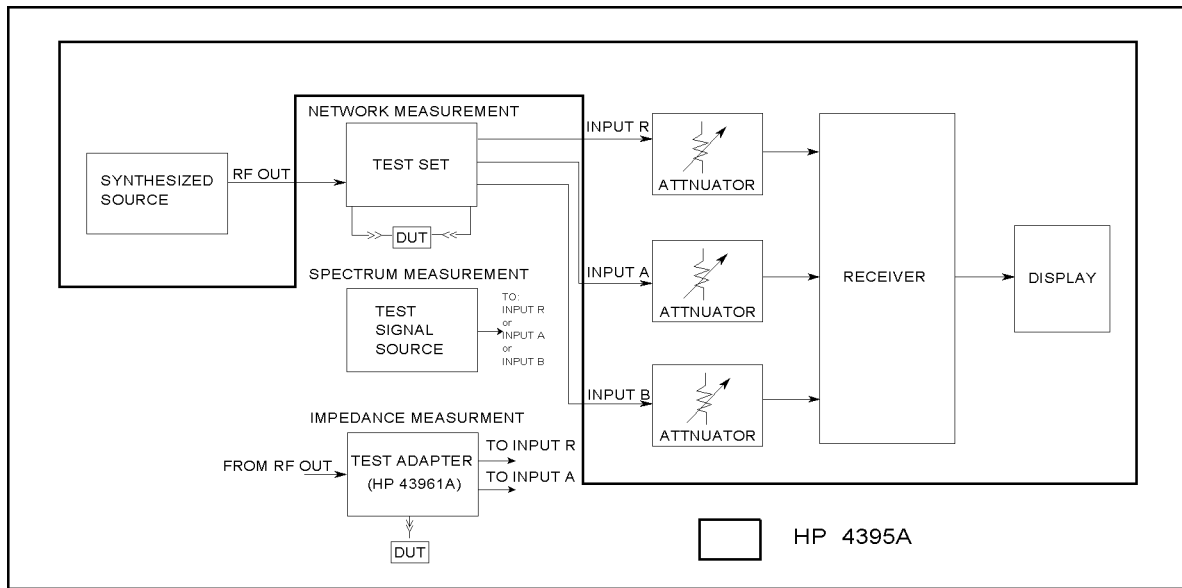 NETWORK MEASUREMENT
SYNTHESIZED
SOURCE
RF OUT
TEST SET
DUT
INPUT R
ATTNUATOR
INPUT A
ATTNUATOR
INPUT B
ATTNUATOR
RECEIVER
DISPLAY
SPECTRUM MEASUREMENT
TEST
SIGNAL
SOURCE
TO:
INPUT R
or
INPUT A
or
INPUT B
IMPEDANCE MEASURMENT
FROM RF OUT
TEST ADAPTER
(HP 43961A)
TO INPUT R
TO INPUT A
DUT
HP 4395A